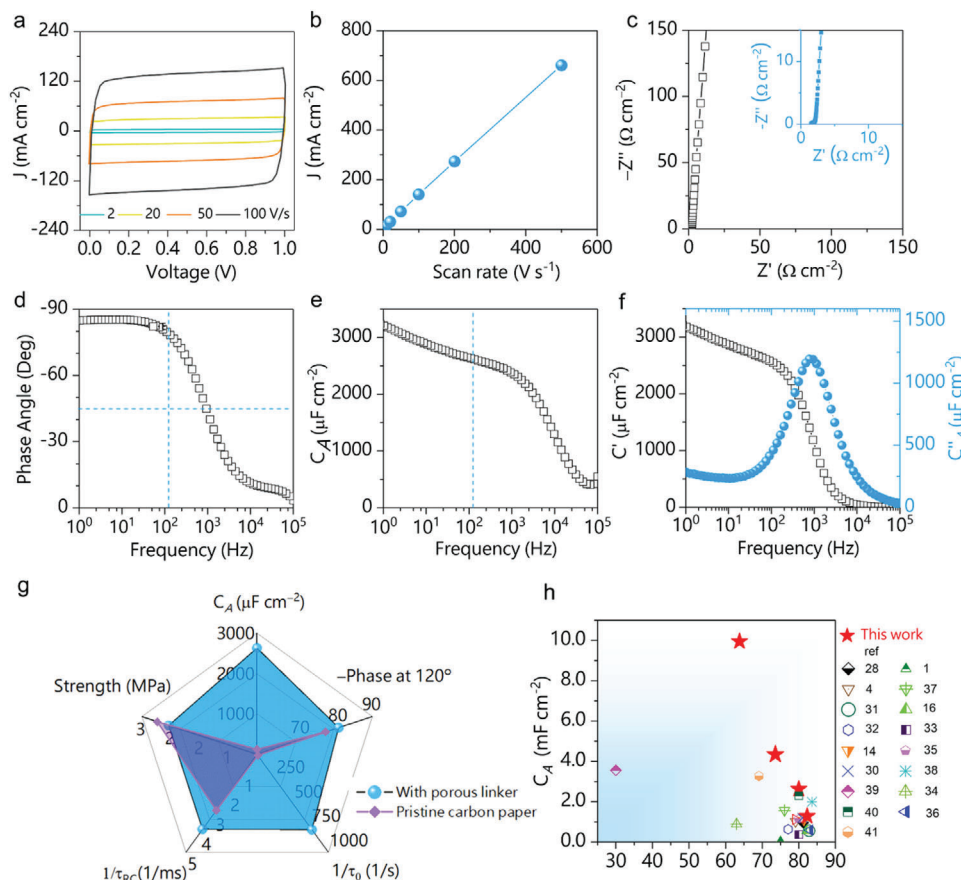 a
240
120
0
-120
-240
J (mA cm⁻²)
2 20 50 100 V/s
0.0 0.2 0.4 0.6 0.8 1.0
Voltage (V)
b
800
600
400
200
0
J (mA cm⁻²)
0 200 400 600
Scan rate (V s⁻¹)
c
150
100
50
0
–Z'' (Ω cm⁻²)
50 100 150
Z' (Ω cm⁻²)
10
0
-Z'' (Ω cm⁻²)
0 10
Z' (Ω cm⁻²)
d
-90
-60
-30
0
Phase Angle (Deg)
10⁰ 10¹ 10² 10³ 10⁴ 10⁵
Frequency (Hz)
e
3000
2000
1000
0
C_A (μF cm⁻²)
10⁰ 10¹ 10² 10³ 10⁴ 10⁵
Frequency (Hz)
f
3000
2000
1000
0
C' (μF cm⁻²)
1500
1000
500
0
C''_A (μF cm⁻²)
10⁰ 10¹ 10² 10³ 10⁴ 10⁵
Frequency (Hz)
g
C_A (μF cm⁻²)
3000
2000
1000
–Phase at 120°
90
80
70
Strength (MPa)
3
2
2
1
2
3
4
5
1/τ_RC (1/ms)
250
500
750
1000
1/τ₀ (1/s)
With porous linker
Pristine carbon paper
h
10.0
8.0
6.0
4.0
2.0
0.0
C_A (mF cm⁻²)
30 40 50 60 70 80 90
This work
ref
28 1
4 37
31 16
32 33
14 35
30 38
39 34
40 36
41